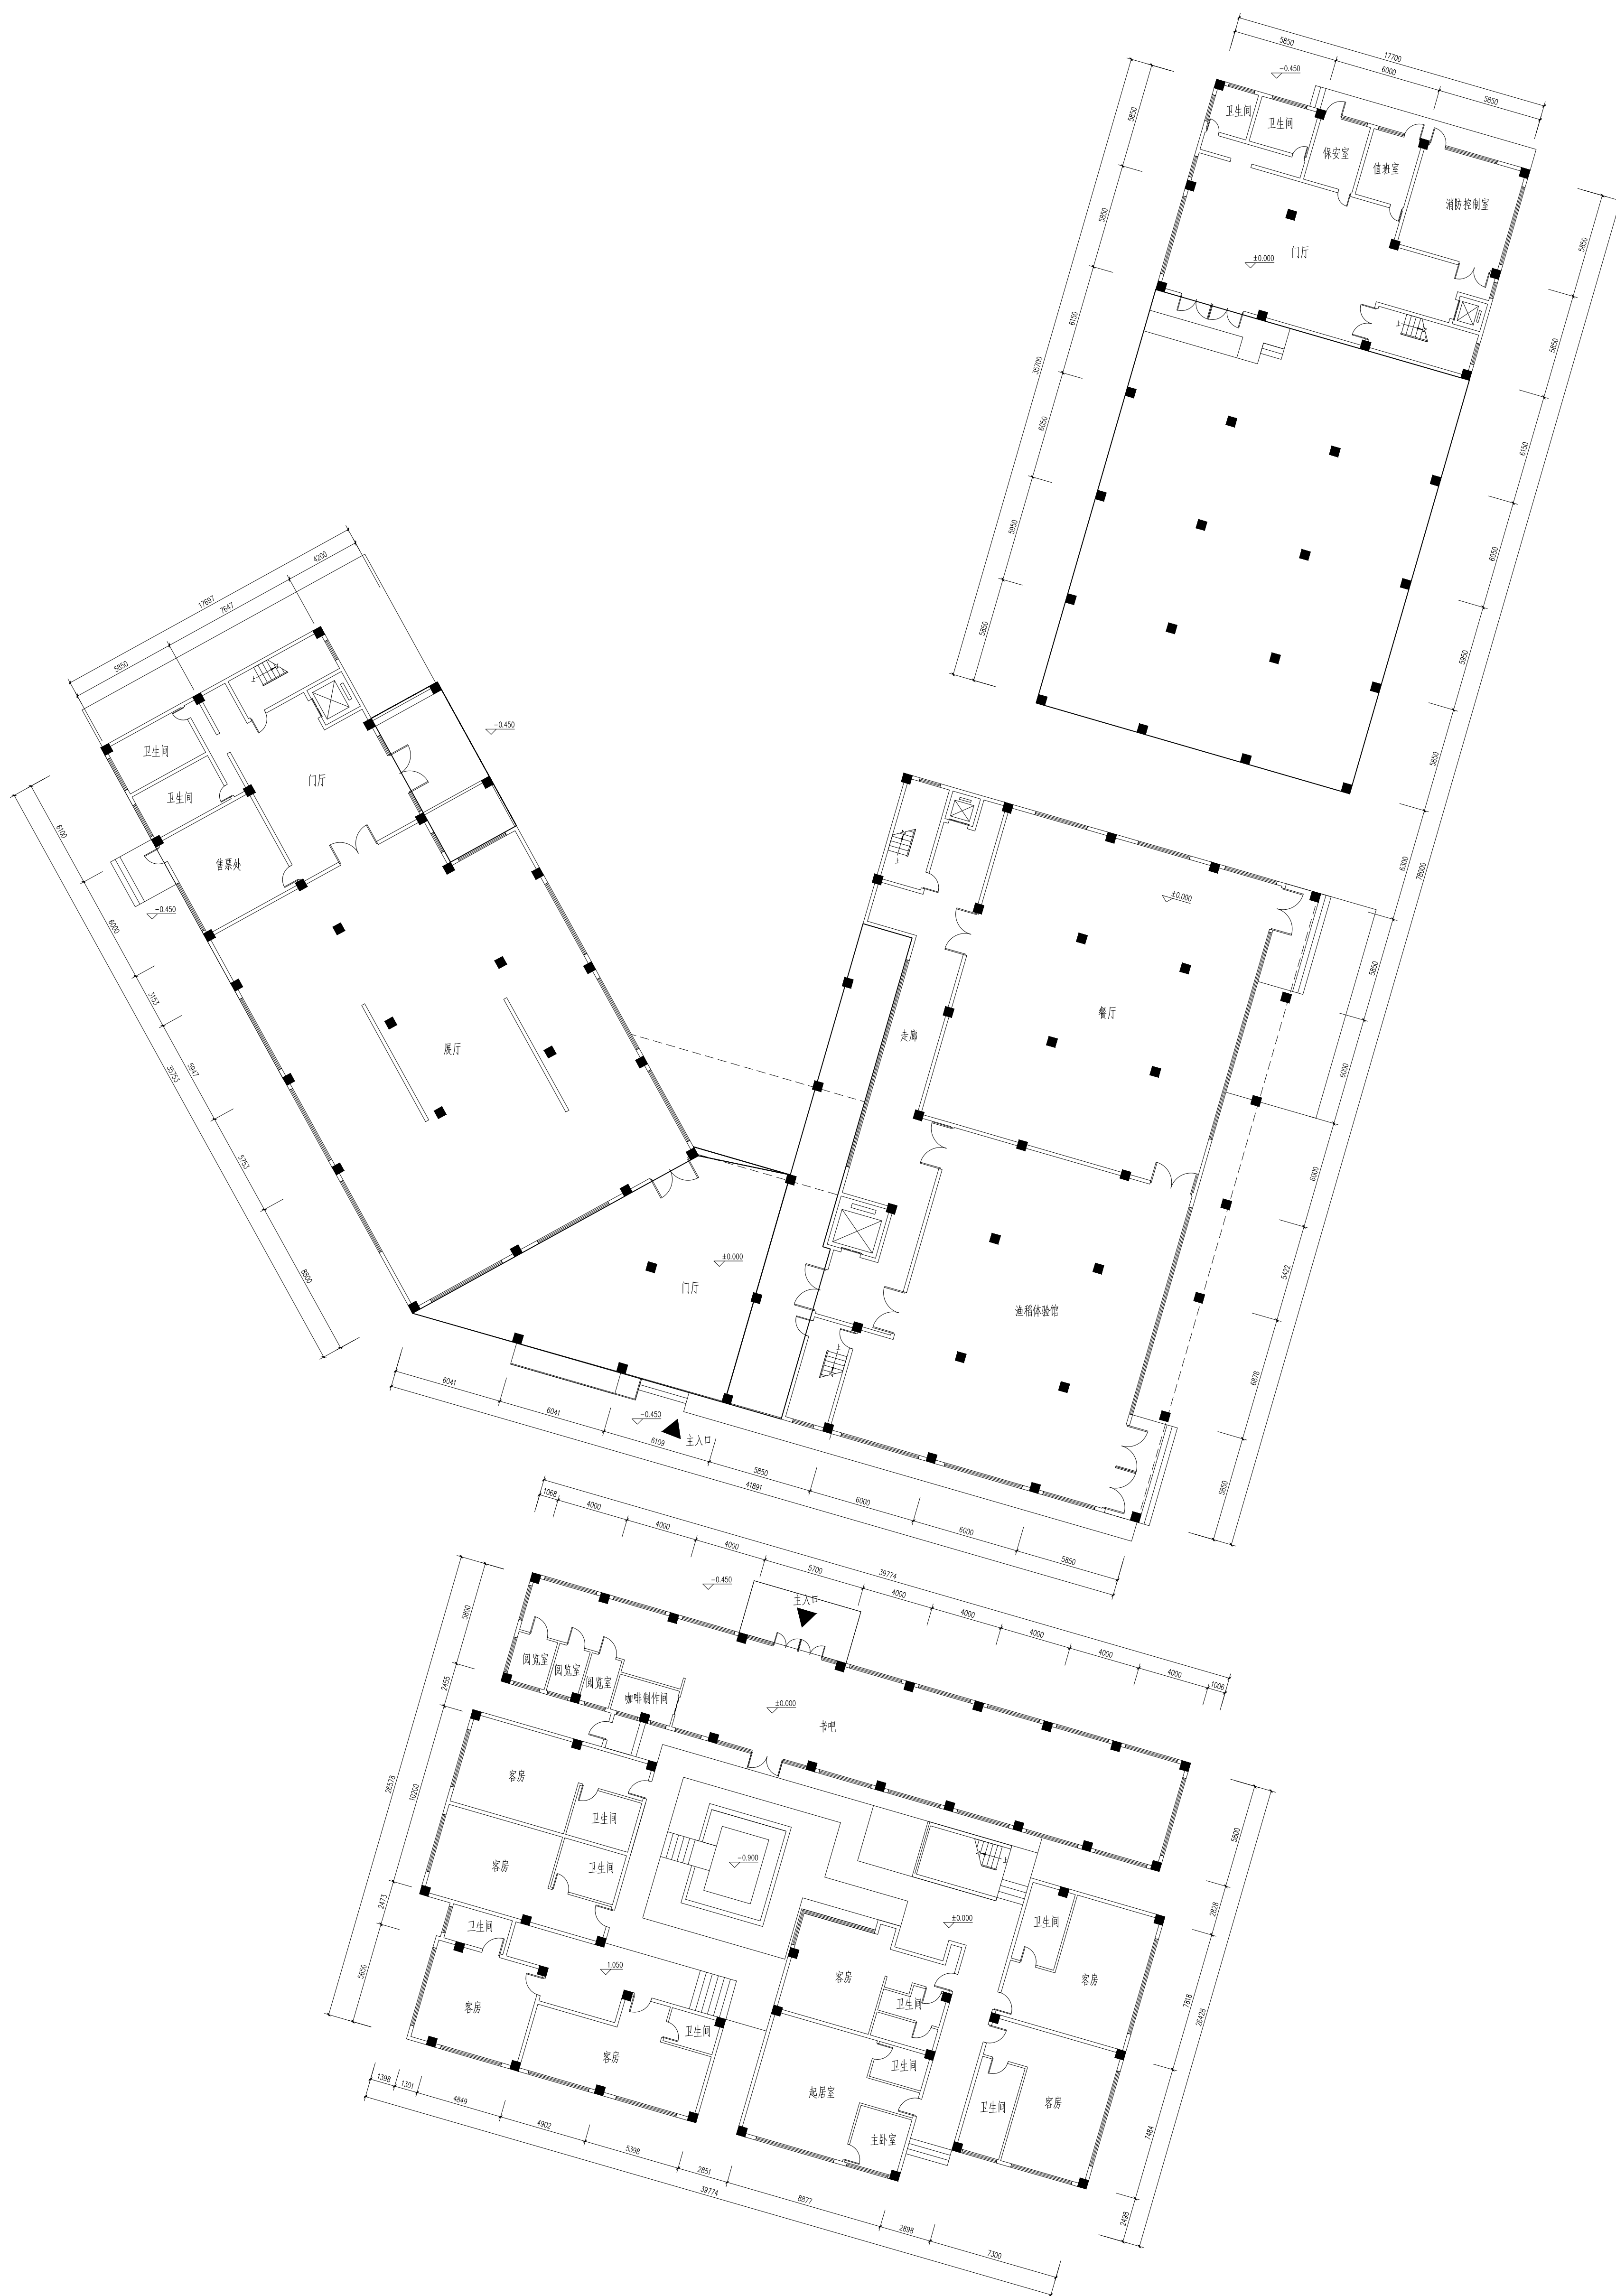 17700
5850
6000
5850
-0.450
卫生间
卫生间
保安室
值班室
消防控制室
门厅
±0.000
上
5850
5850
6150
6050
5950
5850
35700
5850
5850
6150
6050
5950
5850
6300
5850
6000
6000
5422
6878
5850
78000
17697
5850
7647
4200
上
卫生间
卫生间
门厅
售票处
-0.450
-0.450
展厅
6100
6000
3153
5947
5753
8800
35753
上
±0.000
餐厅
走廊
±0.000
门厅
渔稻体验馆
上
-0.450
主入口
6041
6041
6109
5850
6000
6000
5850
41891
39774
1068
4000
4000
4000
5700
4000
4000
4000
4000
4000
1006
-0.450
主入口
阅览室
阅览室
阅览室
咖啡制作间
±0.000
书吧
5800
2455
10200
2473
5650
26578
客房
卫生间
客房
卫生间
-0.900
上
±0.000
卫生间
1.050
客房
客房
卫生间
客房
卫生间
卫生间
起居室
主卧室
卫生间
客房
卫生间
客房
5800
2828
7818
7484
2498
26428
1398
1301
4849
4902
5398
2851
8877
2898
7300
39774